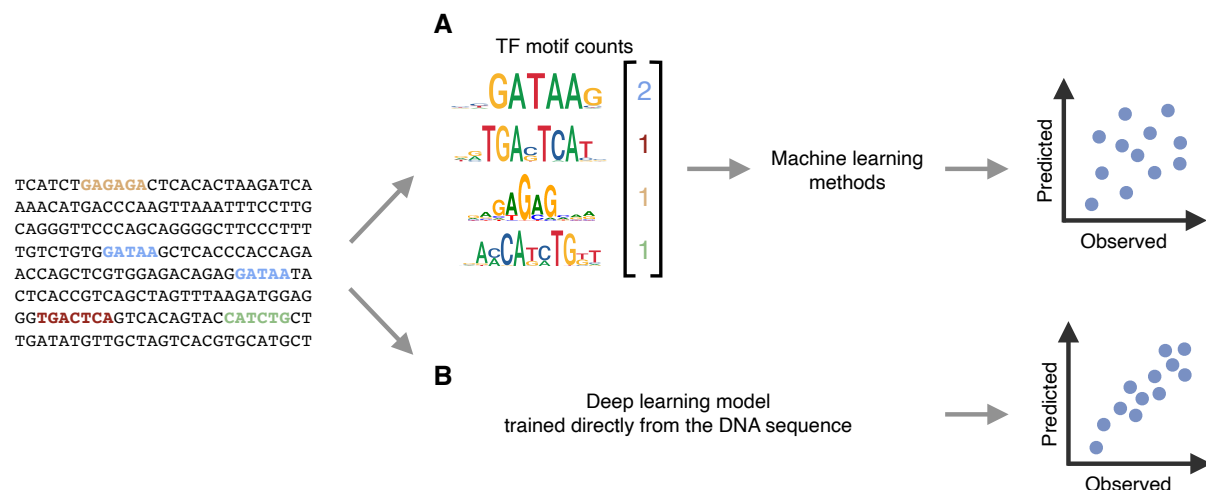 A
TF motif counts
GATAAG
2
TGAGTCAT
1
GAGAG
1
ACCATCTGTT
1
Machine learning
methods
Predicted
Observed
TCATCTGAGAGACTCACACTAAGATCA
AAACATGACCCAAGTTAAATTTCCTTG
CAGGGTTCCCAGCAGGGGCTTCCCTTT
TGTCTGTGGATAAGCTCACCCACCAGA
ACCAGCTCGTGGAGACAGAGGATAATA
CTCACCGTCAGCTAGTTTAAGATGGAG
GGTGACTCAGTCACAGTACCATCTGCT
TGATATGTTGCTAGTCACGTGCATGCT
B
Deep learning model
trained directly from the DNA sequence
Predicted
Observed